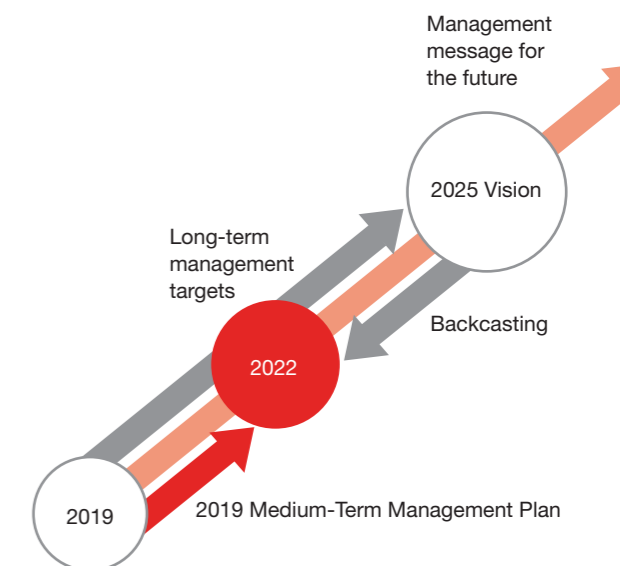 Management
message for
the future
2025 Vision
Long-term
management
targets
Backcasting
2022
2019 Medium-Term Management Plan
2019